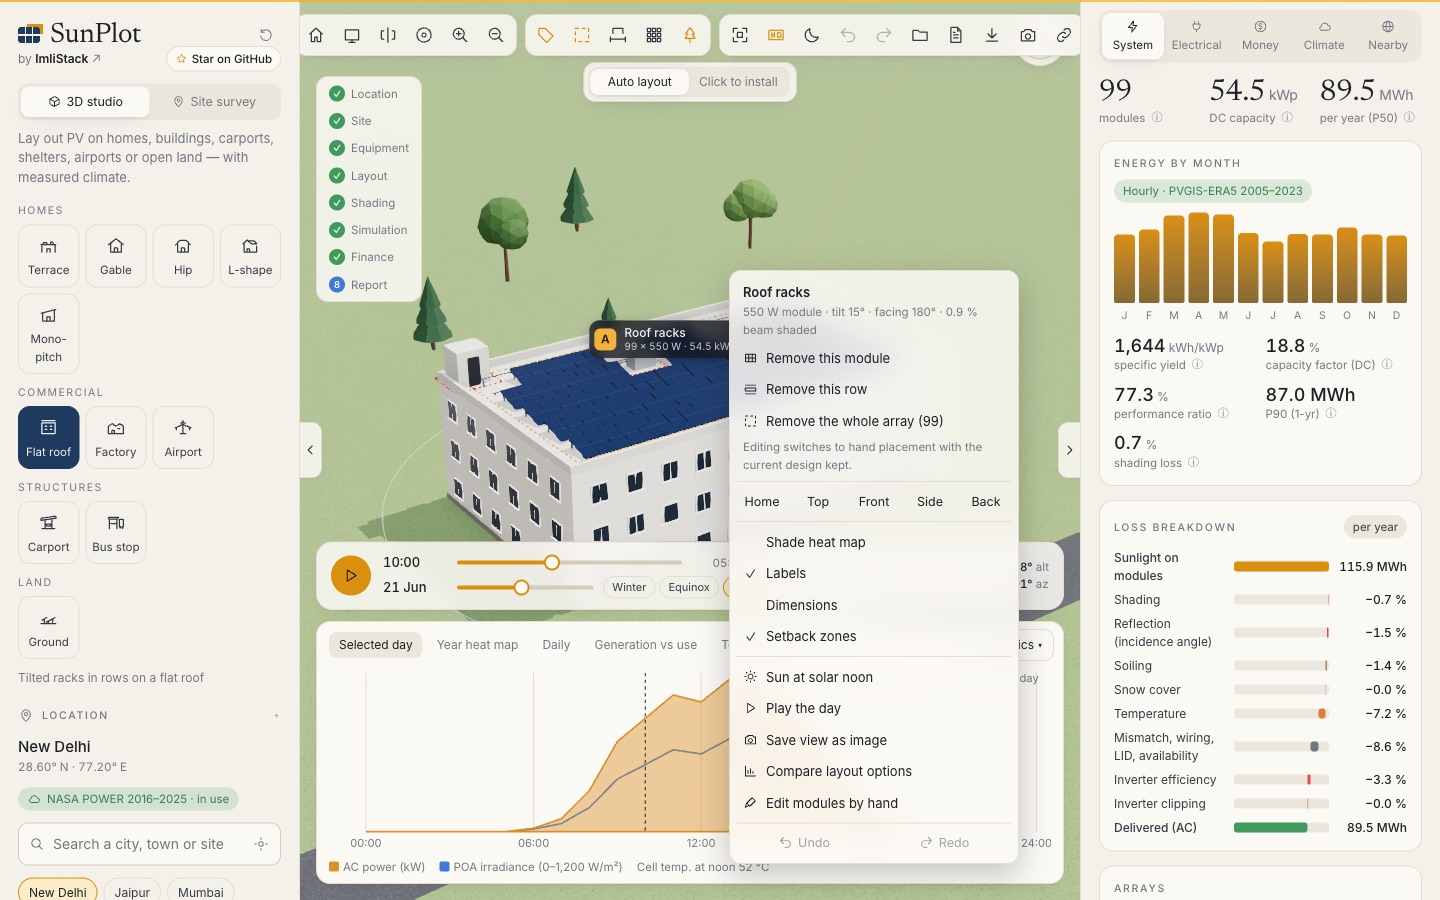 SunPlot
by ImliStack ↗
Star on GitHub
3D studio
Site survey
Lay out PV on homes, buildings, carports,
shelters, airports or open land — with
measured climate.
HOMES
Terrace
Gable
Hip
L-shape
Mono-
pitch
COMMERCIAL
Flat roof
Factory
Airport
STRUCTURES
Carport
Bus stop
LAND
Ground
Tilted racks in rows on a flat roof
LOCATION
New Delhi
28.60° N · 77.20° E
NASA POWER 2016–2025 · in use
Search a city, town or site
New Delhi
Jaipur
Mumbai
HD
Auto layout
Click to install
Location
Site
Equipment
Layout
Shading
Simulation
Finance
8 Report
A Roof racks
99 × 550 W · 54.5 kW
Roof racks
550 W module · tilt 15° · facing 180° · 0.9 %
beam shaded
Remove this module
Remove this row
Remove the whole array (99)
Editing switches to hand placement with the
current design kept.
Home Top Front Side Back
Shade heat map
Labels
Dimensions
Setback zones
Sun at solar noon
Play the day
Save view as image
Compare layout options
Edit modules by hand
Undo
Redo
10:00
05:
21 Jun
Winter
Equinox
8° alt
1° az
Selected day
Year heat map
Daily
Generation vs use
ics ▾
day
00:00
06:00
12:00
24:00
AC power (kW)
POA irradiance (0–1,200 W/m²)
Cell temp. at noon 52 °C
System
Electrical
Money
Climate
Nearby
99
modules
54.5 kWp
DC capacity
89.5 MWh
per year (P50)
ENERGY BY MONTH
Hourly · PVGIS-ERA5 2005–2023
J F M A M J J A S O N D
1,644 kWh/kWp
specific yield
18.8 %
capacity factor (DC)
77.3 %
performance ratio
87.0 MWh
P90 (1-yr)
0.7 %
shading loss
LOSS BREAKDOWN
per year
Sunlight on
modules
115.9 MWh
Shading
−0.7 %
Reflection
(incidence angle)
−1.5 %
Soiling
−1.4 %
Snow cover
−0.0 %
Temperature
−7.2 %
Mismatch, wiring,
LID, availability
−8.6 %
Inverter efficiency
−3.3 %
Inverter clipping
−0.0 %
Delivered (AC)
89.5 MWh
ARRAYS